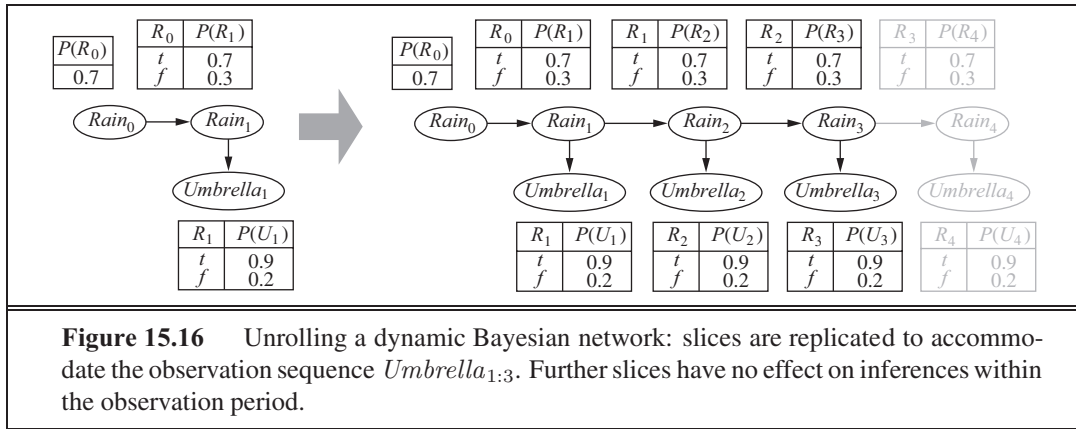 P(R0)
0.7
R0 P(R1)
t 0.7
f 0.3
Rain0
Rain1
Umbrella1
R1 P(U1)
t 0.9
f 0.2
P(R0)
0.7
R0 P(R1)
t 0.7
f 0.3
R1 P(R2)
t 0.7
f 0.3
R2 P(R3)
t 0.7
f 0.3
R3 P(R4)
t 0.7
f 0.3
Rain0
Rain1
Rain2
Rain3
Rain4
Umbrella1
Umbrella2
Umbrella3
Umbrella4
R1 P(U1)
t 0.9
f 0.2
R2 P(U2)
t 0.9
f 0.2
R3 P(U3)
t 0.9
f 0.2
R4 P(U4)
t 0.9
f 0.2
Figure 15.16 Unrolling a dynamic Bayesian network: slices are replicated to accommo-
date the observation sequence Umbrella1:3. Further slices have no effect on inferences within
the observation period.